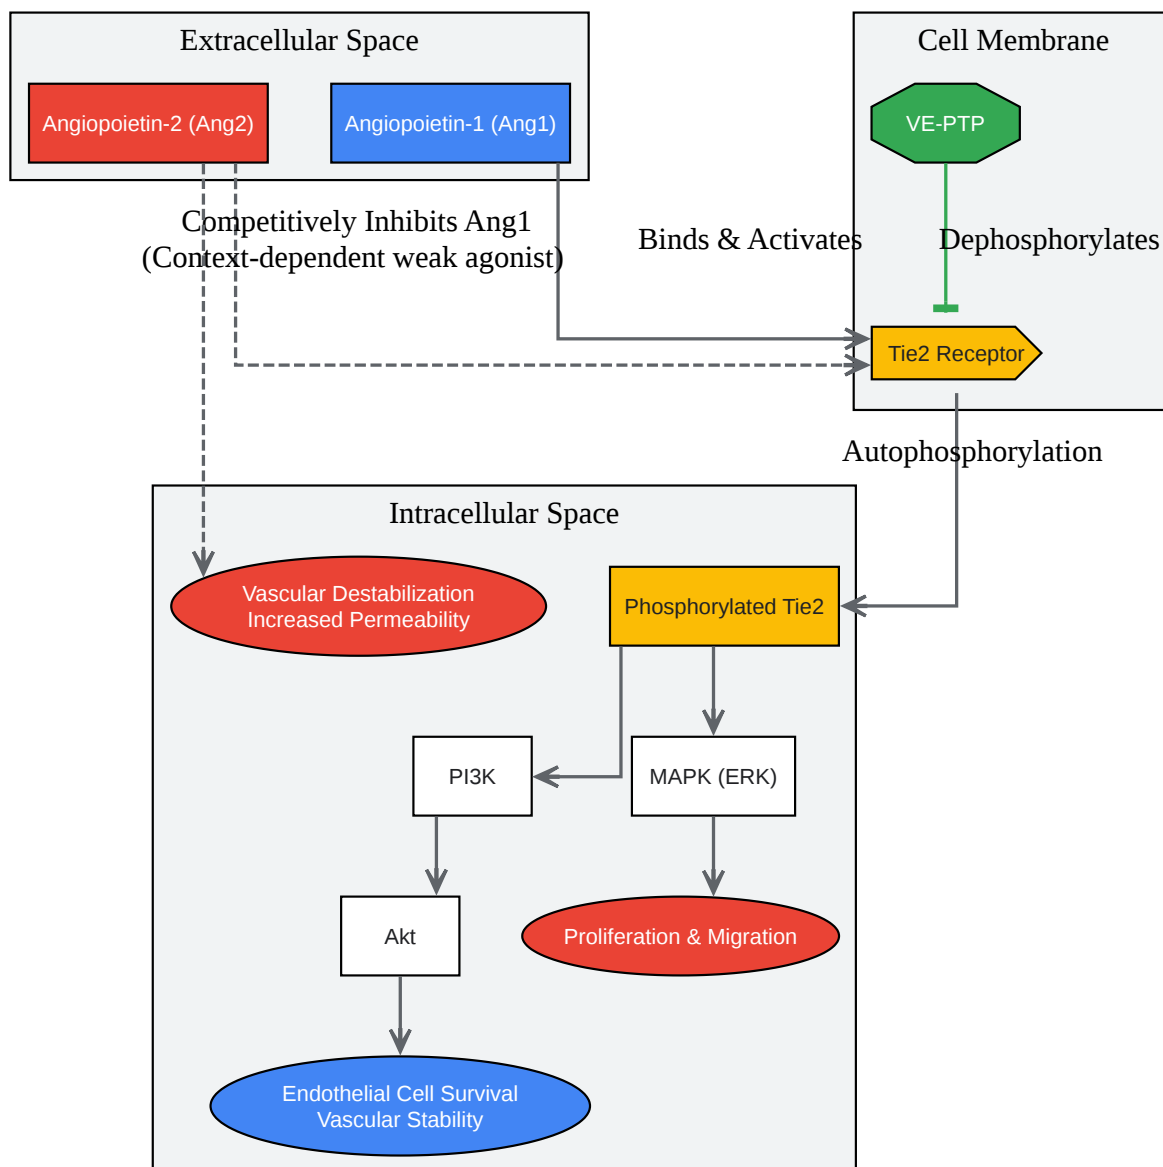 Extracellular Space
Cell Membrane
Angiopoietin-2 (Ang2)
Angiopoietin-1 (Ang1)
VE-PTP
Competitively Inhibits Ang1
(Context-dependent weak agonist)
Binds & Activates
Dephosphorylates
Tie2 Receptor
Autophosphorylation
Intracellular Space
Vascular Destabilization
Increased Permeability
Phosphorylated Tie2
PI3K
MAPK (ERK)
Akt
Proliferation & Migration
Endothelial Cell Survival
Vascular Stability